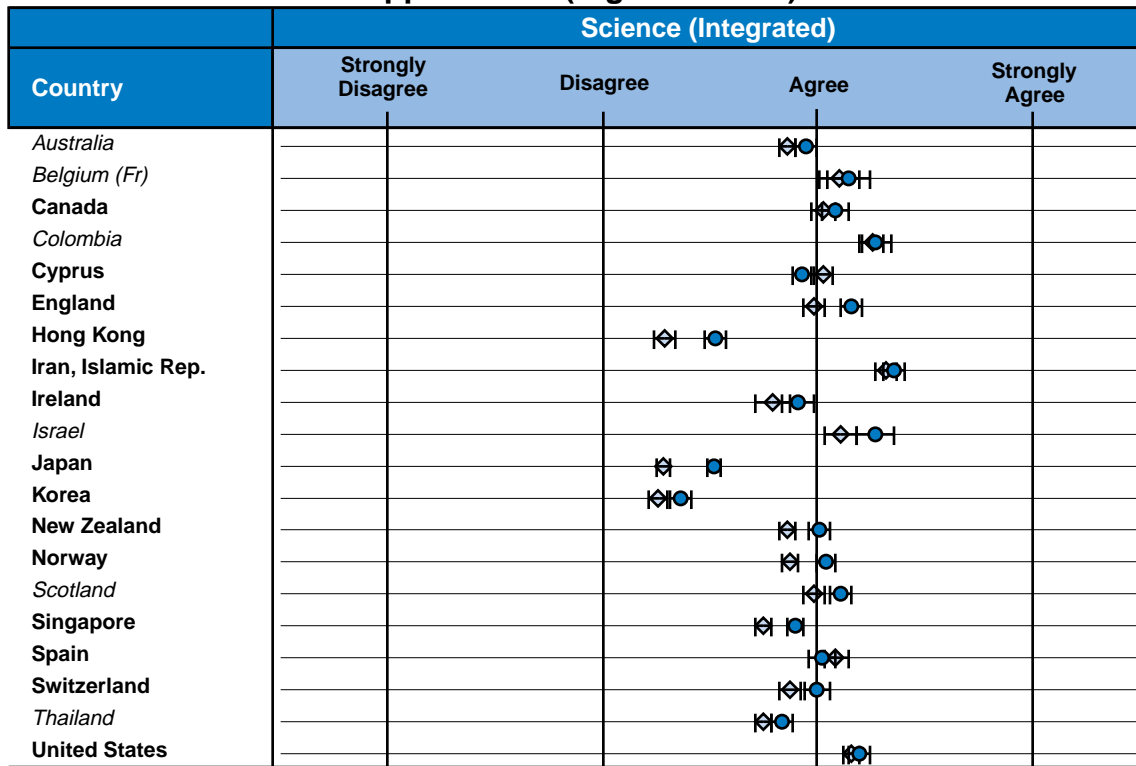 Science (Integrated)
Country
Strongly
Disagree
Disagree
Agree
Strongly
Agree
Australia
Belgium (Fr)
Canada
Colombia
Cyprus
England
Hong Kong
Iran, Islamic Rep.
Ireland
Israel
Japan
Korea
New Zealand
Norway
Scotland
Singapore
Spain
Switzerland
Thailand
United States